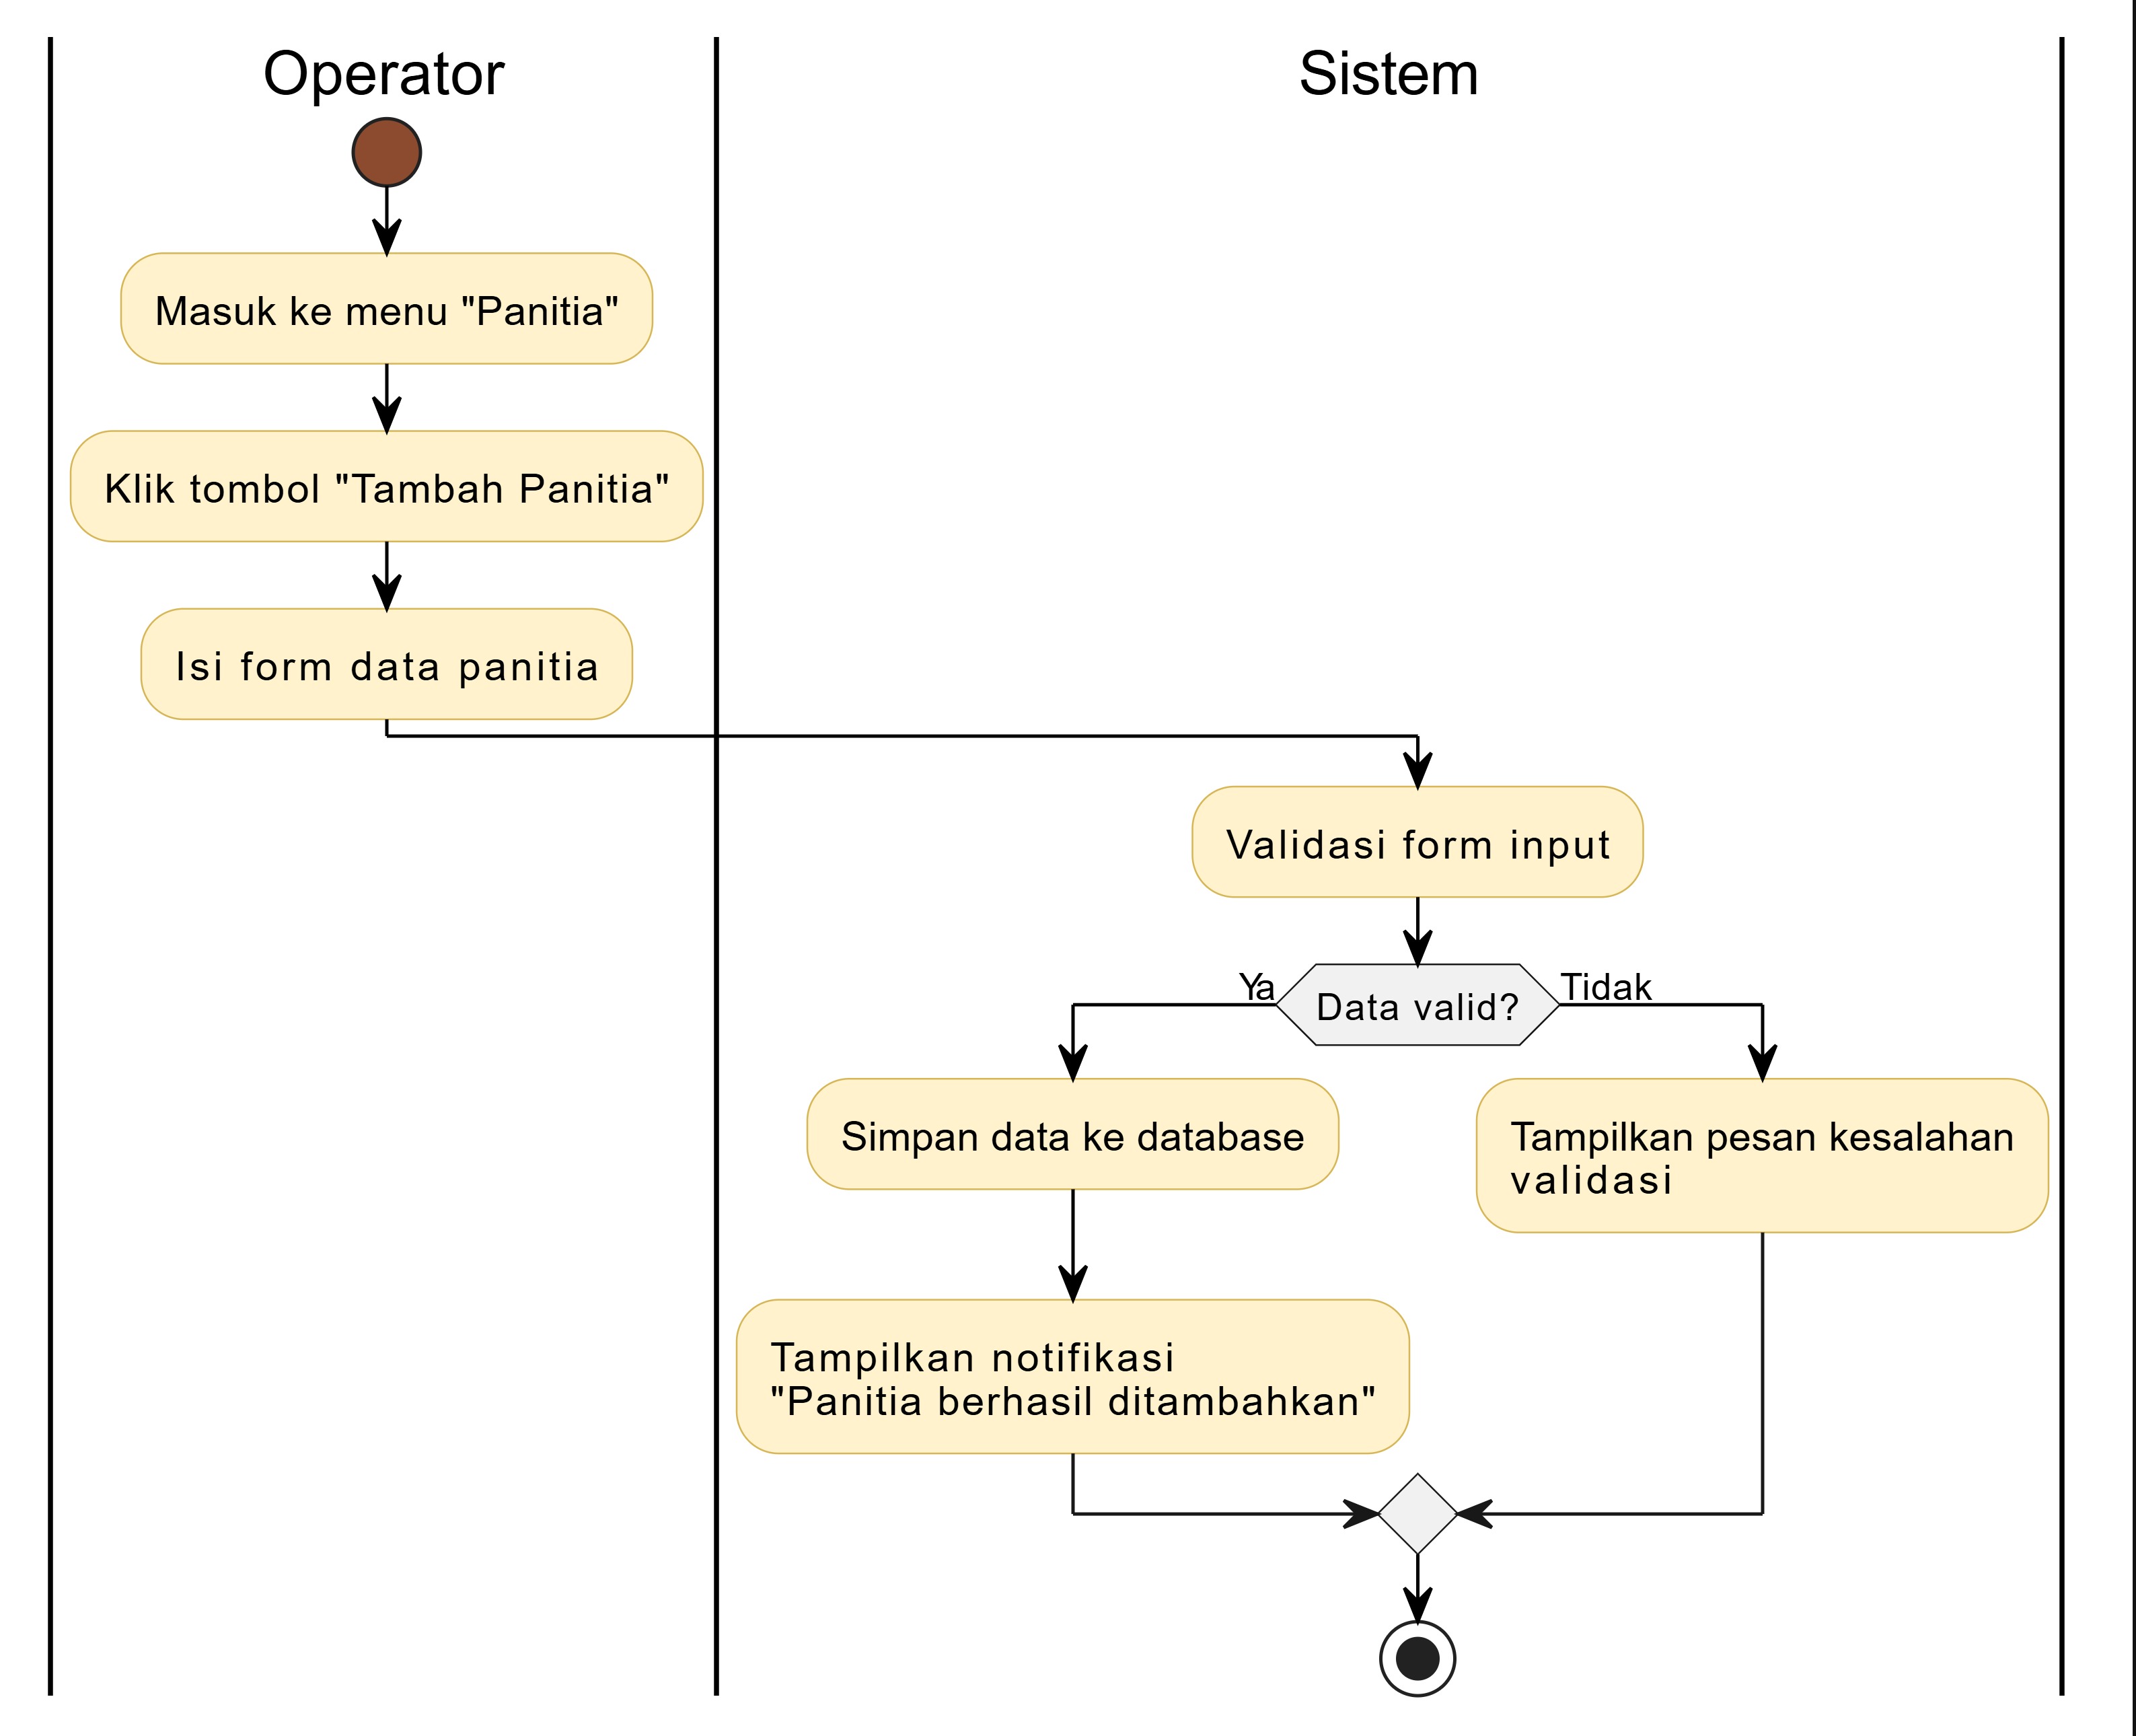 Operator
Sistem
Masuk ke menu "Panitia"
Klik tombol "Tambah Panitia"
Isi form data panitia
Validasi form input
Ya
Data valid?
Tidak
Simpan data ke database
Tampilkan pesan kesalahan
validasi
Tampilkan notifikasi
"Panitia berhasil ditambahkan"